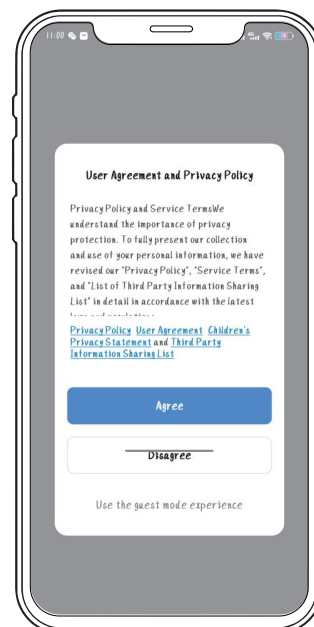 11:00
4G
User Agreement and Privacy Policy
Privacy Policy and Service TermsWe
understand the importance of privacy
protection. To fully present our collection
and use of your personal information, we have
revised our "Privacy Policy", "Service Terms",
and "List of Third Party Information Sharing
List" in detail in accordance with the latest
Privacy Policy User Agreement Children's
Privacy Statement and Third Party
Information Sharing List
Agree
Disagree
Use the guest mode experience